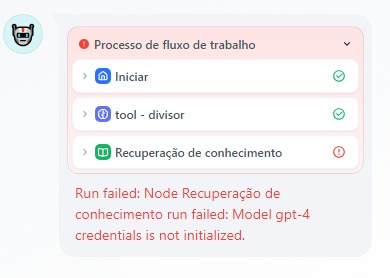 Processo de fluxo de trabalho
Iniciar
tool - divisor
Recuperação de conhecimento
Run failed: Node Recuperação de
conhecimento run failed: Model gpt-4
credentials is not initialized.